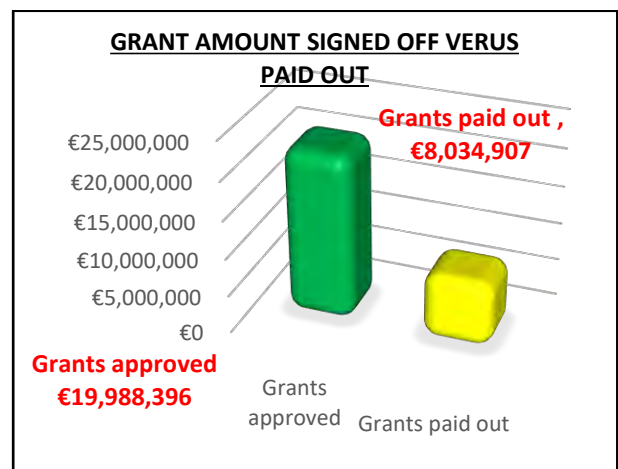 GRANT AMOUNT SIGNED OFF VERUS
PAID OUT
Grants paid out ,
€8,034,907
€25,000,000
€20,000,000
€15,000,000
€10,000,000
€5,000,000
€0
Grants approved
€19,988,396
Grants
approved
Grants paid out